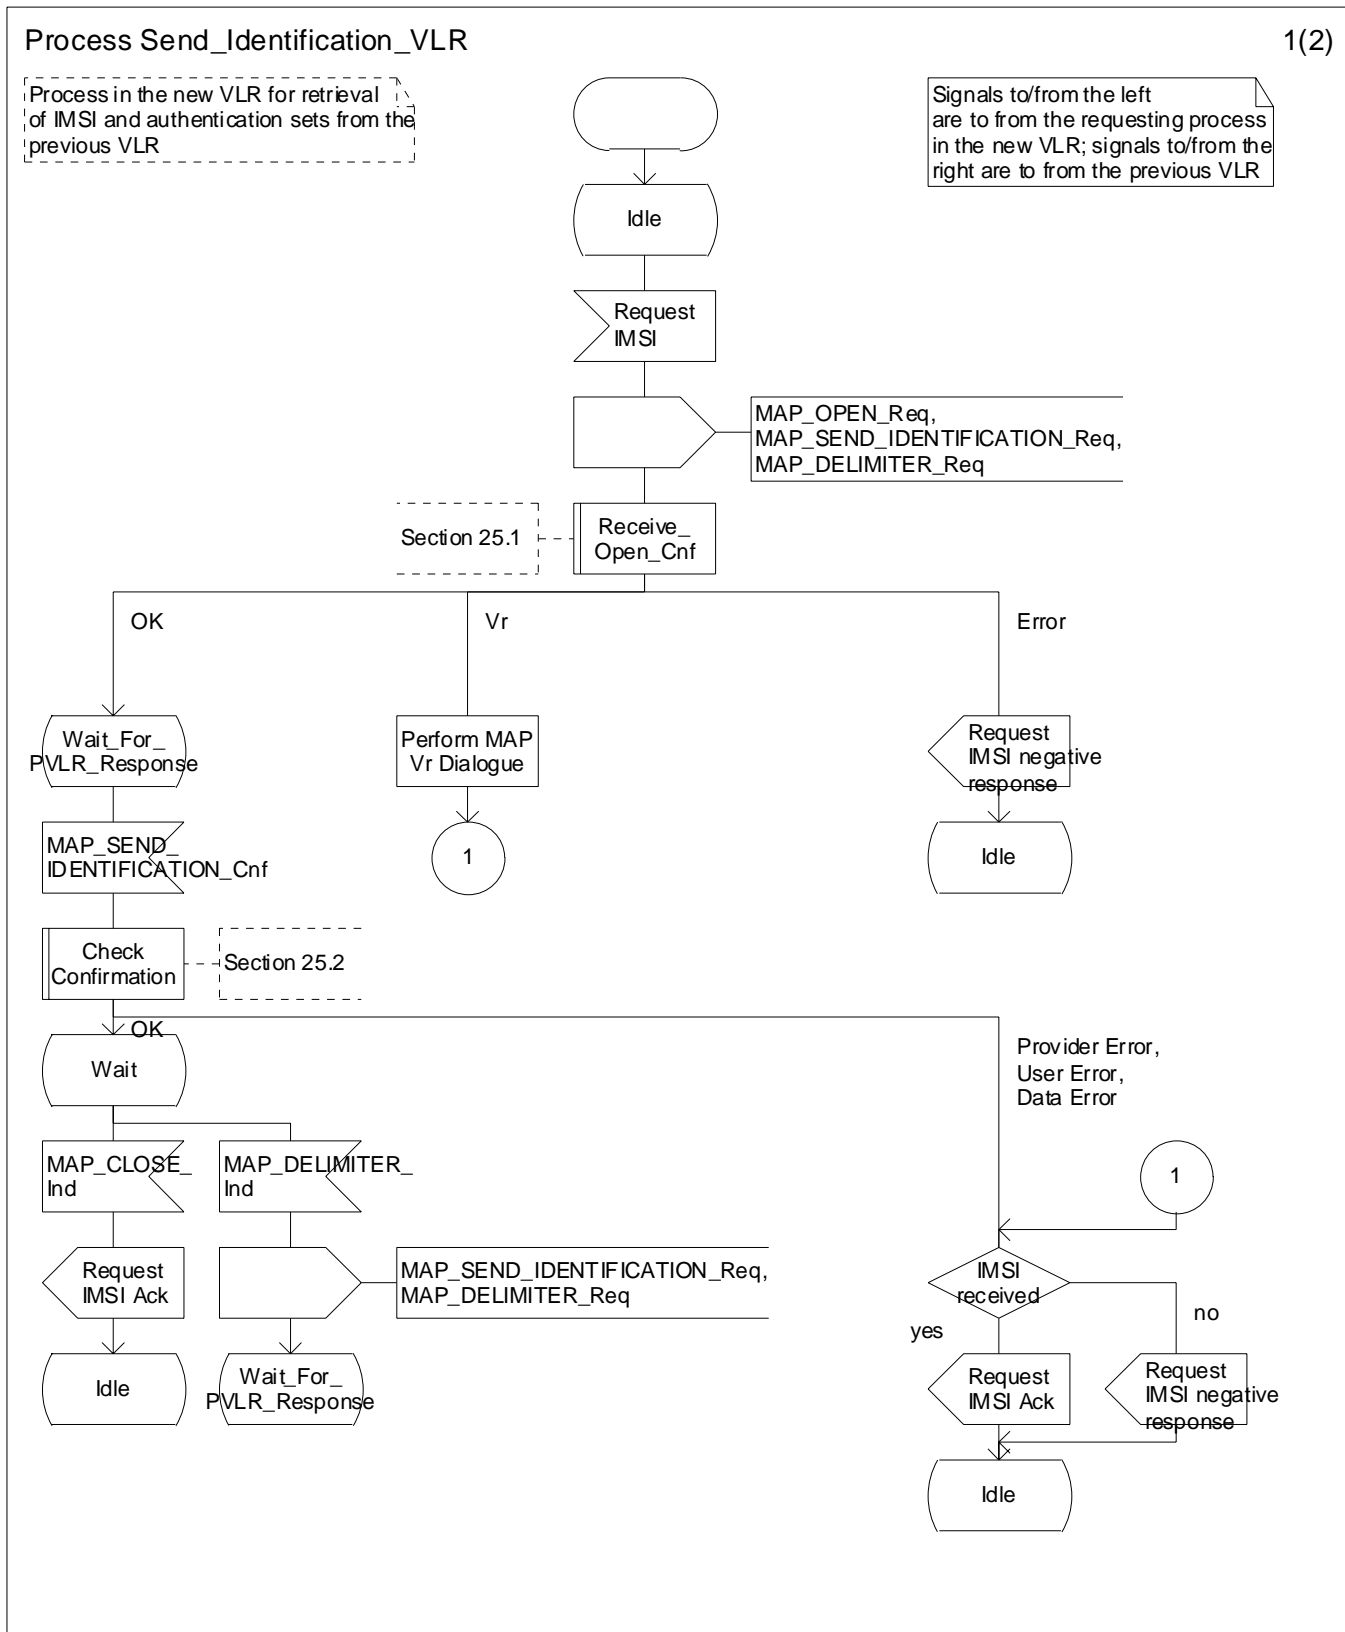 Process Send_Identification_VLR
1(2)
Process in the new VLR for retrieval
of IMSI and authentication sets from the
previous VLR
Signals to/from the left
are to from the requesting process
in the new VLR; signals to/from the
right are to from the previous VLR
Idle
Request
IMSI
MAP_OPEN_Req,
MAP_SEND_IDENTIFICATION_Req,
MAP_DELIMITER_Req
Section 25.1
Receive_
Open_Cnf
OK
Vr
Error
Wait_For_
PVLR_Response
Perform MAP
Vr Dialogue
Request
IMSI negative
response
MAP_SEND_
IDENTIFICATION_Cnf
1
Idle
Check
Confirmation
Section 25.2
OK
Wait
Provider Error,
User Error,
Data Error
MAP_CLOSE_
Ind
MAP_DELIMITER_
Ind
1
Request
IMSI Ack
MAP_SEND_IDENTIFICATION_Req,
MAP_DELIMITER_Req
IMSI
received
yes
no
Idle
Wait_For_
PVLR_Response
Request
IMSI Ack
Request
IMSI negative
response
Idle